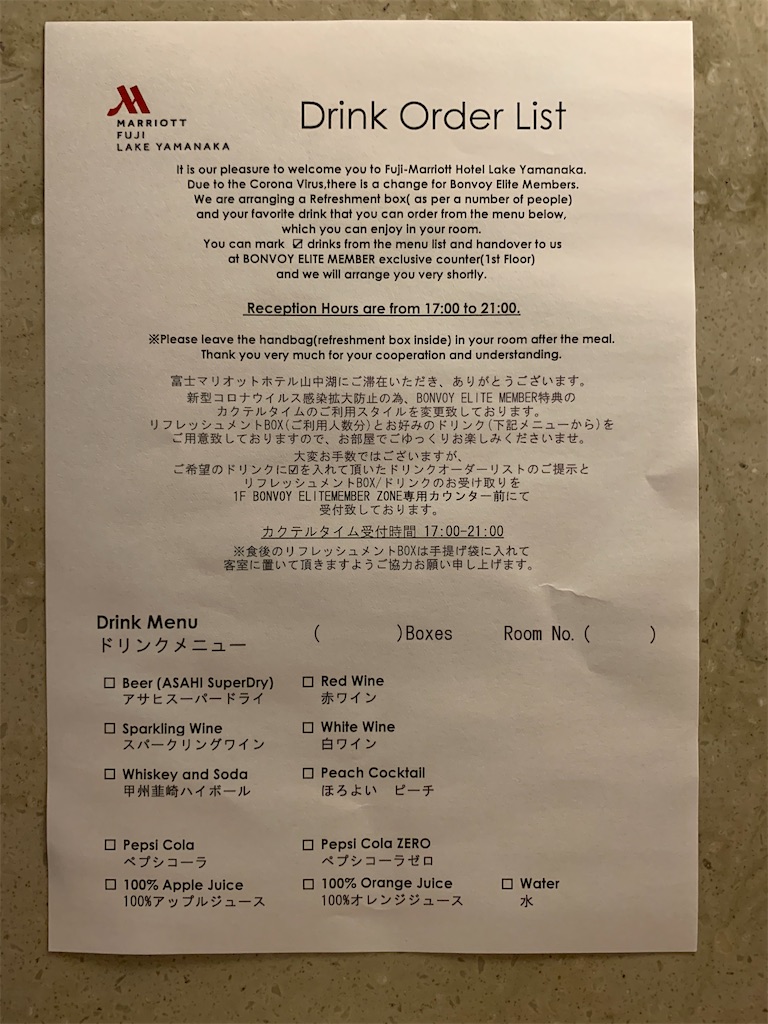 MARRIOTT
FUJI
LAKE YAMANAKA
Drink Order List
It is our pleasure to welcome you to Fuji-Marriott Hotel Lake Yamanaka.
Due to the Corona Virus,there is a change for Bonvoy Elite Members.
We are arranging a Refreshment box( as per a number of people)
and your favorite drink that you can order from the menu below,
which you can enjoy in your room.
You can mark ☑ drinks from the menu list and handover to us
at BONVOY ELITE MEMBER exclusive counter(1st Floor)
and we will arrange you very shortly.
Reception Hours are from 17:00 to 21:00.
※Please leave the handbag(refreshment box inside) in your room after the meal.
Thank you very much for your cooperation and understanding.
富士マリオットホテル山中湖にご滞在いただき、ありがとうございます。
新型コロナウイルス感染拡大防止の為、BONVOY ELITE MEMBER特典の
カクテルタイムのご利用スタイルを変更致しております。
リフレッシュメントBOX(ご利用人数分)とお好みのドリンク(下記メニューから)を
ご用意致しておりますので、お部屋でごゆっくりお楽しみくださいませ。
大変お手数ではございますが、
ご希望のドリンクに☑を入れて頂いたドリンクオーダーリストのご提示と
リフレッシュメントBOX/ドリンクのお受け取りを
1F BONVOY ELITEMEMBER ZONE専用カウンター前にて
受付致しております。
カクテルタイム受付時間 17:00-21:00
※食後のリフレッシュメントBOXは手提げ袋に入れて
客室に置いて頂きますようご協力お願い申し上げます。
Drink Menu
ドリンクメニュー
( )Boxes Room No.( )
☐ Beer (ASAHI SuperDry) ☐ Red Wine
アサヒスーパードライ 赤ワイン
☐ Sparkling Wine ☐ White Wine
スパークリングワイン 白ワイン
☐ Whiskey and Soda ☐ Peach Cocktail
甲州韮崎ハイボール ほろよい ピーチ
☐ Pepsi Cola ☐ Pepsi Cola ZERO
ペプシコーラ ペプシコーラゼロ
☐ 100% Apple Juice ☐ 100% Orange Juice ☐ Water
100%アップルジュース 100%オレンジジュース 水